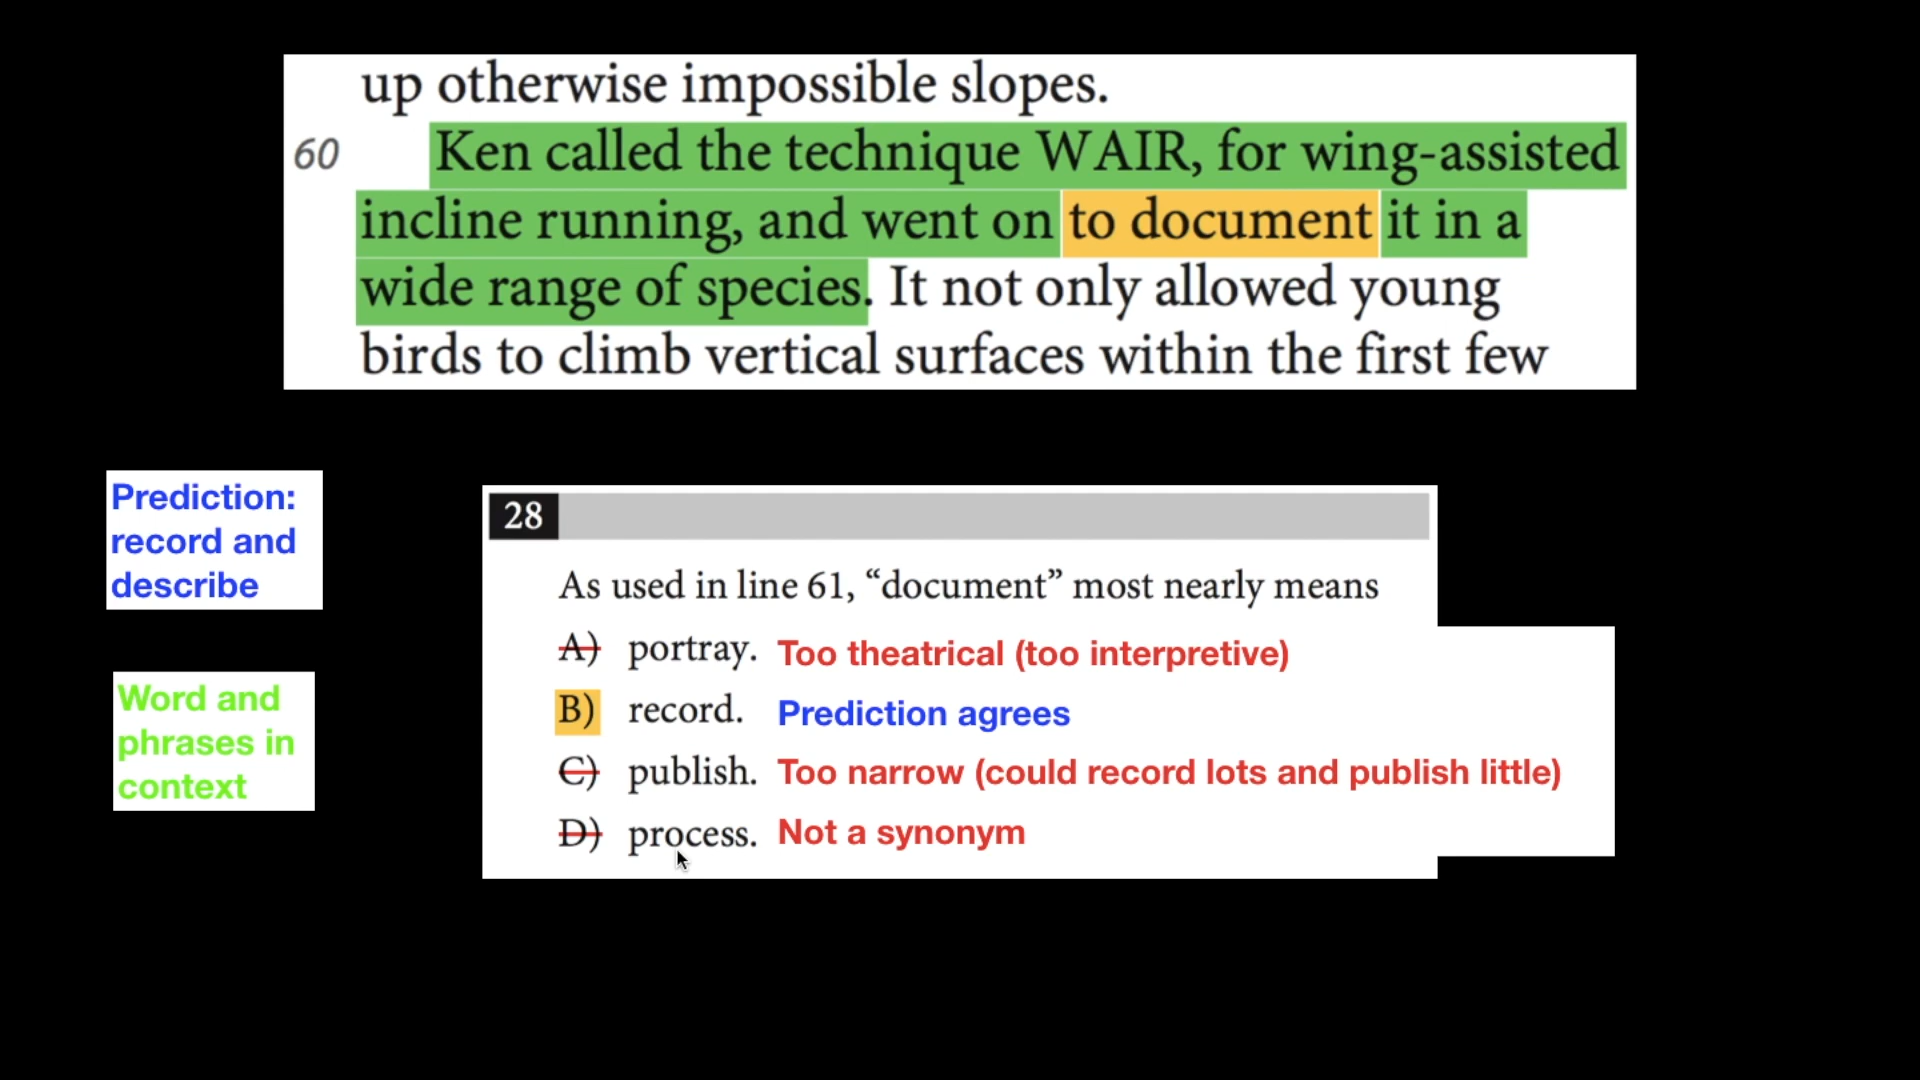 up otherwise impossible slopes.
60 Ken called the technique WAIR, for wing-assisted
incline running, and went on to document it in a
wide range of species. It not only allowed young
birds to climb vertical surfaces within the first few
Prediction:
record and
describe
Word and
phrases in
context
28
As used in line 61, “document” most nearly means
A) portray. Too theatrical (too interpretive)
B) record. Prediction agrees
C) publish. Too narrow (could record lots and publish little)
D) process. Not a synonym